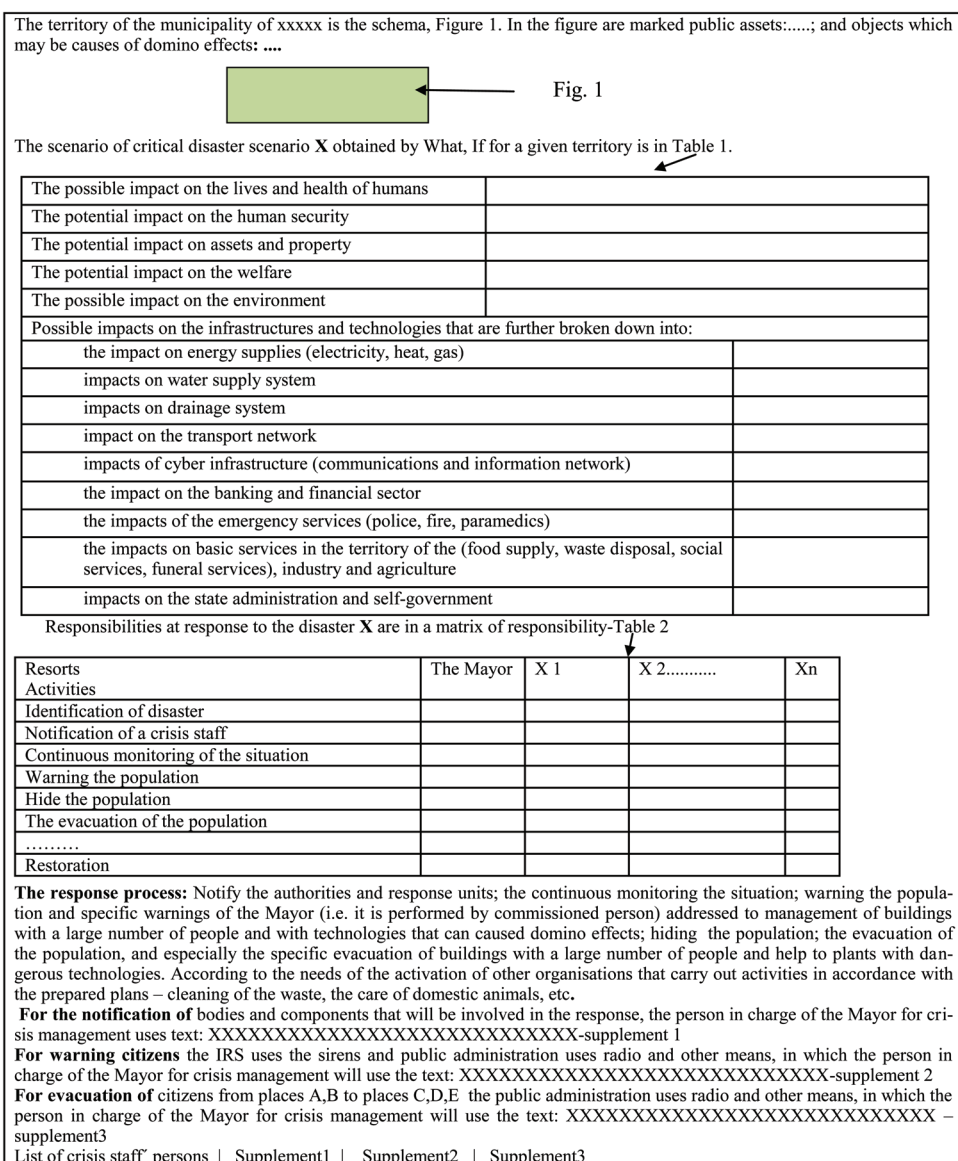 The territory of the municipality of xxxxx is the schema, Figure 1. In the figure are marked public assets:.....; and objects which
may be causes of domino effects: ....
Fig. 1
The scenario of critical disaster scenario X obtained by What, If for a given territory is in Table 1.
The possible impact on the lives and health of humans
The potential impact on the human security
The potential impact on assets and property
The potential impact on the welfare
The possible impact on the environment
Possible impacts on the infrastructures and technologies that are further broken down into:
the impact on energy supplies (electricity, heat, gas)
impacts on water supply system
impacts on drainage system
impact on the transport network
impacts of cyber infrastructure (communications and information network)
the impact on the banking and financial sector
the impacts of the emergency services (police, fire, paramedics)
the impacts on basic services in the territory of the (food supply, waste disposal, social
services, funeral services), industry and agriculture
impacts on the state administration and self-government
Responsibilities at response to the disaster X are in a matrix of responsibility-Table 2
Resorts The Mayor X 1 X 2........... Xn
Activities
Identification of disaster
Notification of a crisis staff
Continuous monitoring of the situation
Warning the population
Hide the population
The evacuation of the population
.........
Restoration
The response process: Notify the authorities and response units; the continuous monitoring the situation; warning the popula-
tion and specific warnings of the Mayor (i.e. it is performed by commissioned person) addressed to management of buildings
with a large number of people and with technologies that can caused domino effects; hiding the population; the evacuation of
the population, and especially the specific evacuation of buildings with a large number of people and help to plants with dan-
gerous technologies. According to the needs of the activation of other organisations that carry out activities in accordance with
the prepared plans – cleaning of the waste, the care of domestic animals, etc.
For the notification of bodies and components that will be involved in the response, the person in charge of the Mayor for cri-
sis management uses text: XXXXXXXXXXXXXXXXXXXXXXXXXXXX-supplement 1
For warning citizens the IRS uses the sirens and public administration uses radio and other means, in which the person in
charge of the Mayor for crisis management will use the text: XXXXXXXXXXXXXXXXXXXXXXXXXXXX-supplement 2
For evacuation of citizens from places A,B to places C,D,E the public administration uses radio and other means, in which the
person in charge of the Mayor for crisis management will use the text: XXXXXXXXXXXXXXXXXXXXXXXXXXXX –
supplement3
List of crisis staff´ persons | Supplement1 | Supplement2 | Supplement3